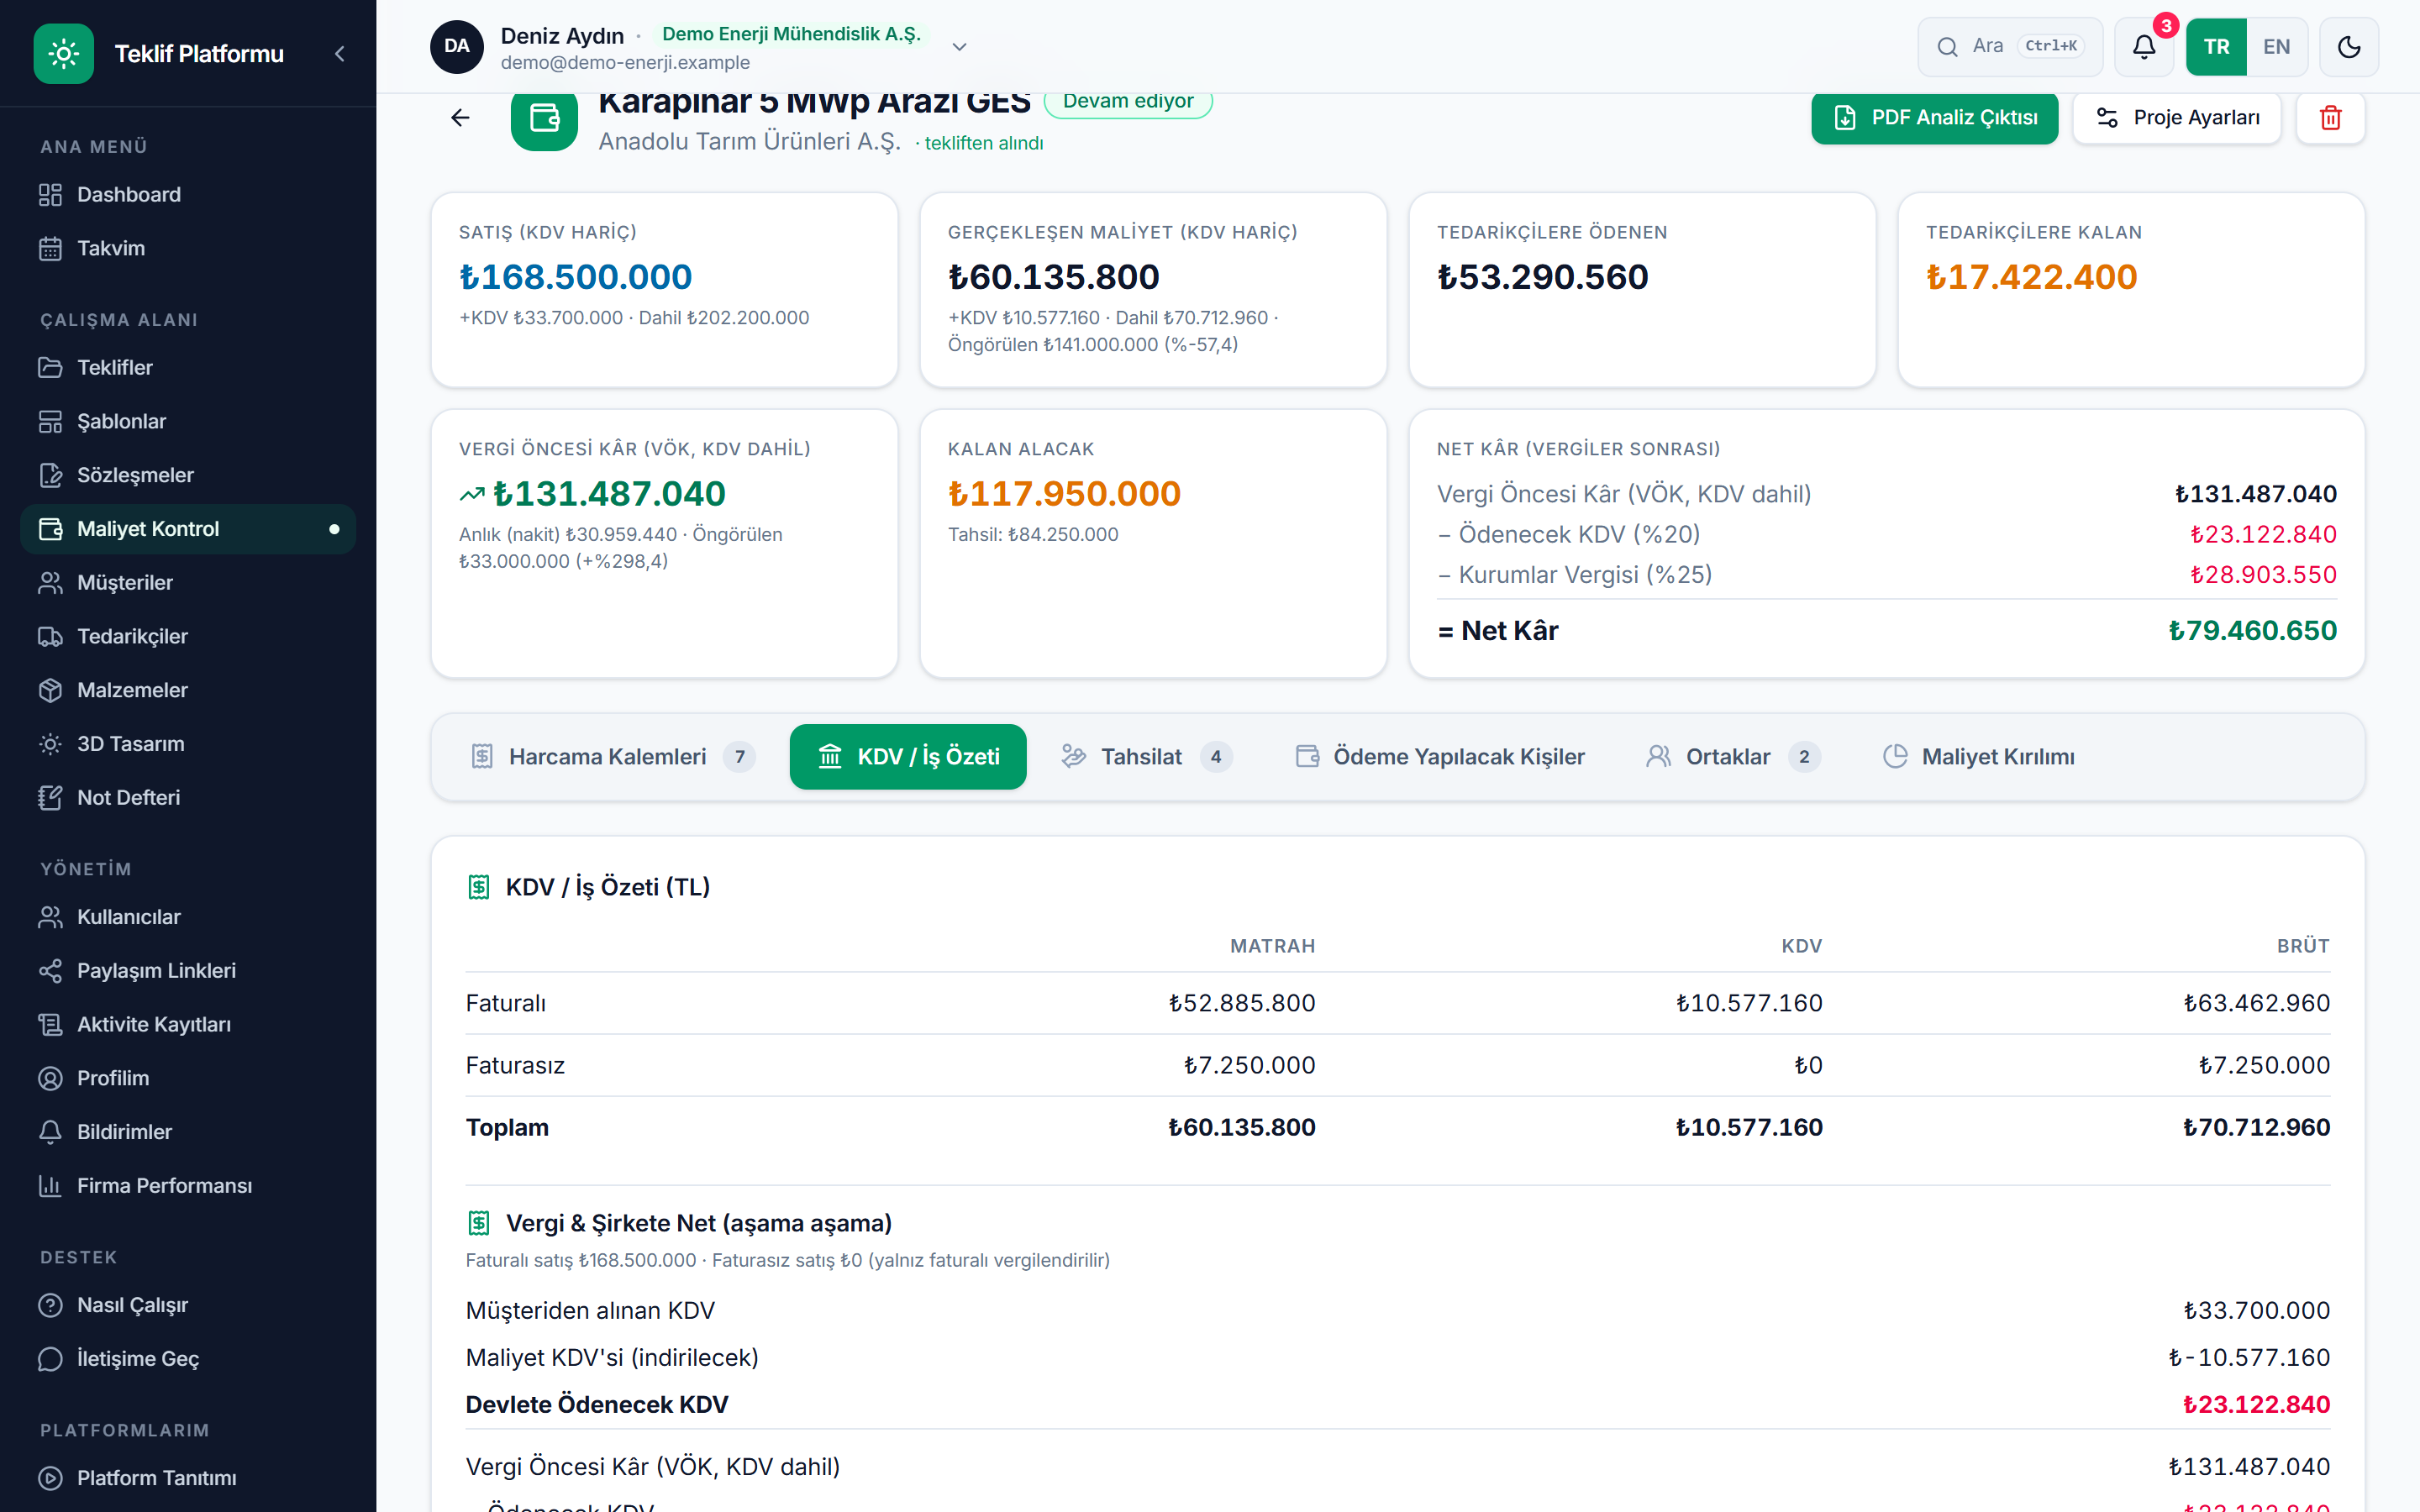 Teklif Platformu
ANA MENÜ
Dashboard
Takvim
ÇALIŞMA ALANI
Teklifler
Şablonlar
Sözleşmeler
Maliyet Kontrol
Müşteriler
Tedarikçiler
Malzemeler
3D Tasarım
Not Defteri
YÖNETİM
Kullanıcılar
Paylaşım Linkleri
Aktivite Kayıtları
Profilim
Bildirimler
Firma Performansı
DESTEK
Nasıl Çalışır
İletişime Geç
PLATFORMLARIM
Platform Tanıtımı
DA
Deniz Aydın · Demo Enerji Mühendislik A.Ş.
demo@demo-enerji.example
Ara Ctrl+K
3
TR EN
Karapınar 5 MWp Arazi GES Devam ediyor
Anadolu Tarım Ürünleri A.Ş. · tekliften alındı
PDF Analiz Çıktısı
Proje Ayarları
SATIŞ (KDV HARİÇ)
₺168.500.000
+KDV ₺33.700.000 · Dahil ₺202.200.000
GERÇEKLEŞEN MALİYET (KDV HARİÇ)
₺60.135.800
+KDV ₺10.577.160 · Dahil ₺70.712.960 ·
Öngörülen ₺141.000.000 (%-57,4)
TEDARİKÇİLERE ÖDENEN
₺53.290.560
TEDARİKÇİLERE KALAN
₺17.422.400
VERGİ ÖNCESİ KÂR (VÖK, KDV DAHİL)
₺131.487.040
Anlık (nakit) ₺30.959.440 · Öngörülen
₺33.000.000 (+%298,4)
KALAN ALACAK
₺117.950.000
Tahsil: ₺84.250.000
NET KÂR (VERGİLER SONRASI)
Vergi Öncesi Kâr (VÖK, KDV dahil) ₺131.487.040
− Ödenecek KDV (%20) ₺23.122.840
− Kurumlar Vergisi (%25) ₺28.903.550
= Net Kâr ₺79.460.650
Harcama Kalemleri 7
KDV / İş Özeti
Tahsilat 4
Ödeme Yapılacak Kişiler
Ortaklar 2
Maliyet Kırılımı
KDV / İş Özeti (TL)
MATRAH KDV BRÜT
Faturalı ₺52.885.800 ₺10.577.160 ₺63.462.960
Faturasız ₺7.250.000 ₺0 ₺7.250.000
Toplam ₺60.135.800 ₺10.577.160 ₺70.712.960
Vergi & Şirkete Net (aşama aşama)
Faturalı satış ₺168.500.000 · Faturasız satış ₺0 (yalnız faturalı vergilendirilir)
Müşteriden alınan KDV ₺33.700.000
Maliyet KDV'si (indirilecek) ₺-10.577.160
Devlete Ödenecek KDV ₺23.122.840
Vergi Öncesi Kâr (VÖK, KDV dahil) ₺131.487.040
− Ödenecek KDV ₺23.122.840